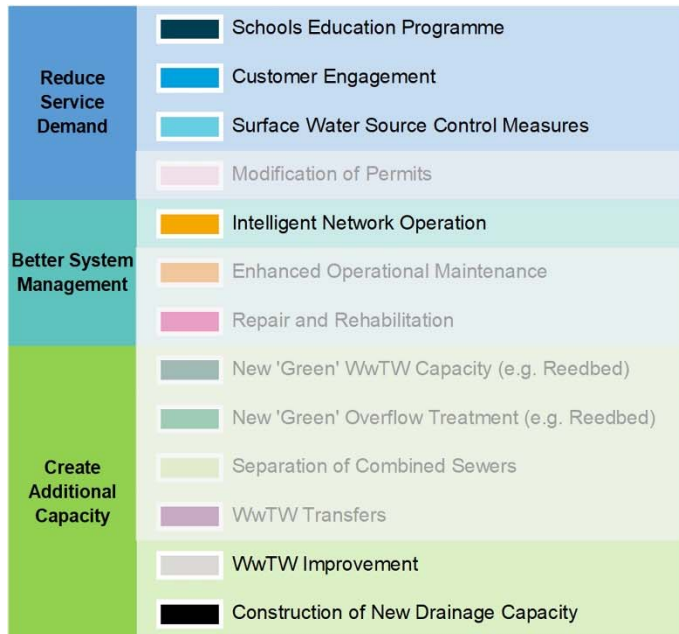 Reduce
Service
Demand
Schools Education Programme
Customer Engagement
Surface Water Source Control Measures
Modification of Permits
Better System
Management
Intelligent Network Operation
Enhanced Operational Maintenance
Repair and Rehabilitation
Create
Additional
Capacity
New 'Green' WwTW Capacity (e.g. Reedbed)
New 'Green' Overflow Treatment (e.g. Reedbed)
Separation of Combined Sewers
WwTW Transfers
WwTW Improvement
Construction of New Drainage Capacity